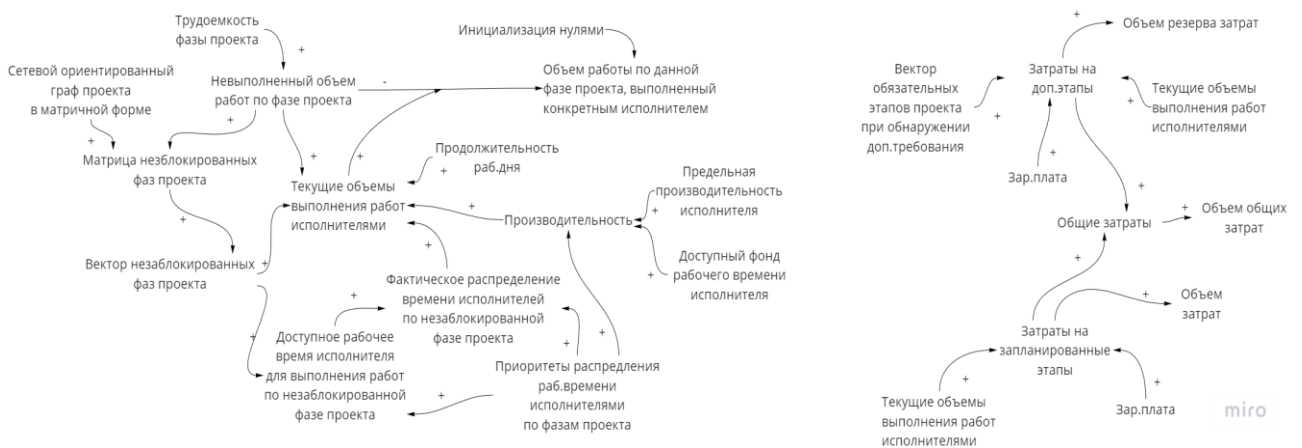 Трудоемкость
фазы проекта
+
Инициализация нулями
Сетевой ориентированный
граф проекта
в матричной форме
Невыполненный объем
работ по фазе проекта
-
Объем работы по данной
фазе проекта, выполненный
конкретным исполнителем
+
+
Матрица незблокированных
фаз проекта
+
+
Продолжительность
раб.дня
Текущие объемы
выполнения работ
исполнителями
+
+
Производительность
Предельная
производительность
исполнителя
+
Доступный фонд
рабочего времени
исполнителя
+
Вектор незаблокированных
фаз проекта
+
+
Фактическое распределение
времени исполнителей
по незаблокированной
фазе проекта
+
+
Доступное рабочее
время исполнителя
для выполнения работ
по незаблокированной
фазе проекта
+
+
+
Приоритеты распредления
раб.времени
исполнителями
по фазам проекта
+
+
Объем резерва затрат
Вектор
обязательных
этапов проекта
при обнаружении
доп.требования
+
Затраты на
доп.этапы
Текущие объемы
выполнения работ
исполнителями
+
+
Зар.плата
+
Общие затраты
+
Объем общих
затрат
+
+
Объем
затрат
Затраты на
запланированные
этапы
+
+
Текущие объемы
выполнения работ
исполнителями
Зар.плата
miro